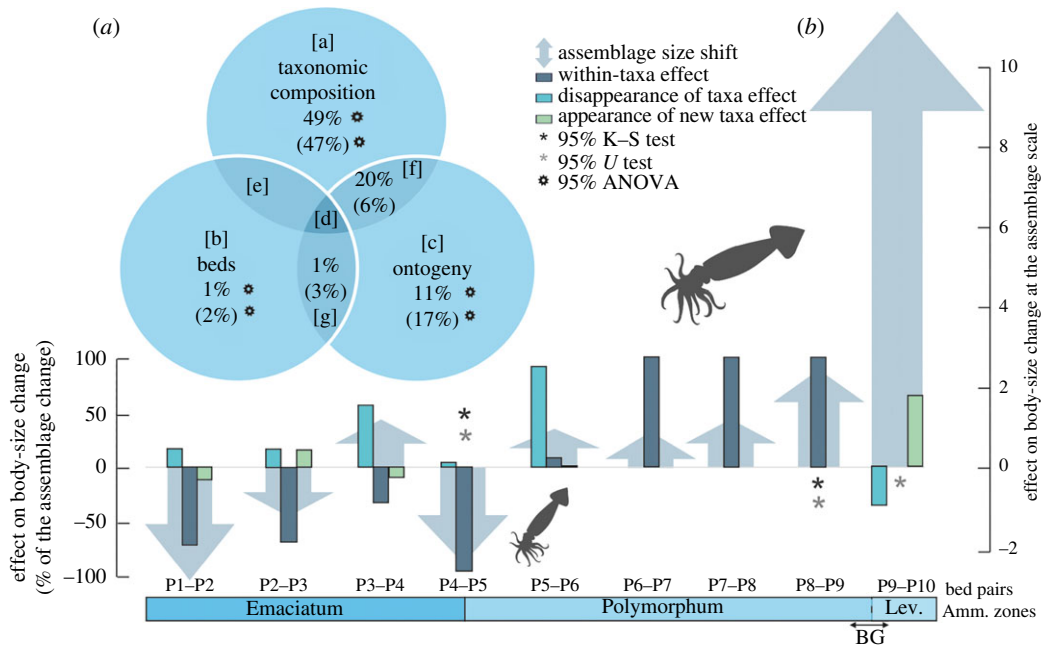 (a)
[a]
taxonomic
composition
49%
(47%)
[e]
20%
[f]
(6%)
[d]
[b]
beds
1%
(2%)
1%
(3%)
[g]
[c]
ontogeny
11%
(17%)
assemblage size shift
within-taxa effect
disappearance of taxa effect
appearance of new taxa effect
* 95% K–S test
* 95% U test
95% ANOVA
(b)
effect on body-size change
(% of the assemblage change)
100
50
0
−50
−100
*
*
*
*
*
10
8
6
4
2
0
−2
effect on body-size change at the assemblage scale
P1–P2 P2–P3 P3–P4 P4–P5 P5–P6 P6–P7 P7–P8 P8–P9 P9–P10 bed pairs
Emaciatum Polymorphum Lev. Amm. zones
BG